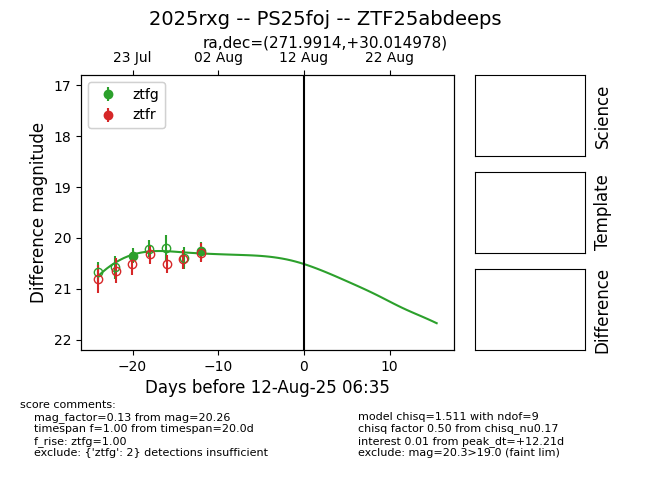 2025rxg -- PS25foj -- ZTF25abdeeps
ra,dec=(271.9914,+30.014978)
23 Jul 02 Aug 12 Aug 22 Aug
17
18
19
20
21
22
Difference magnitude
ztfg
ztfr
−20 −10 0 10
Days before 12-Aug-25 06:35
Science
Template
Difference
score comments:
mag_factor=0.13 from mag=20.26
timespan f=1.00 from timespan=20.0d
f_rise: ztfg=1.00
exclude: {'ztfg': 2} detections insufficient
model chisq=1.511 with ndof=9
chisq factor 0.50 from chisq_nu0.17
interest 0.01 from peak_dt=+12.21d
exclude: mag=20.3>19.0 (faint lim)